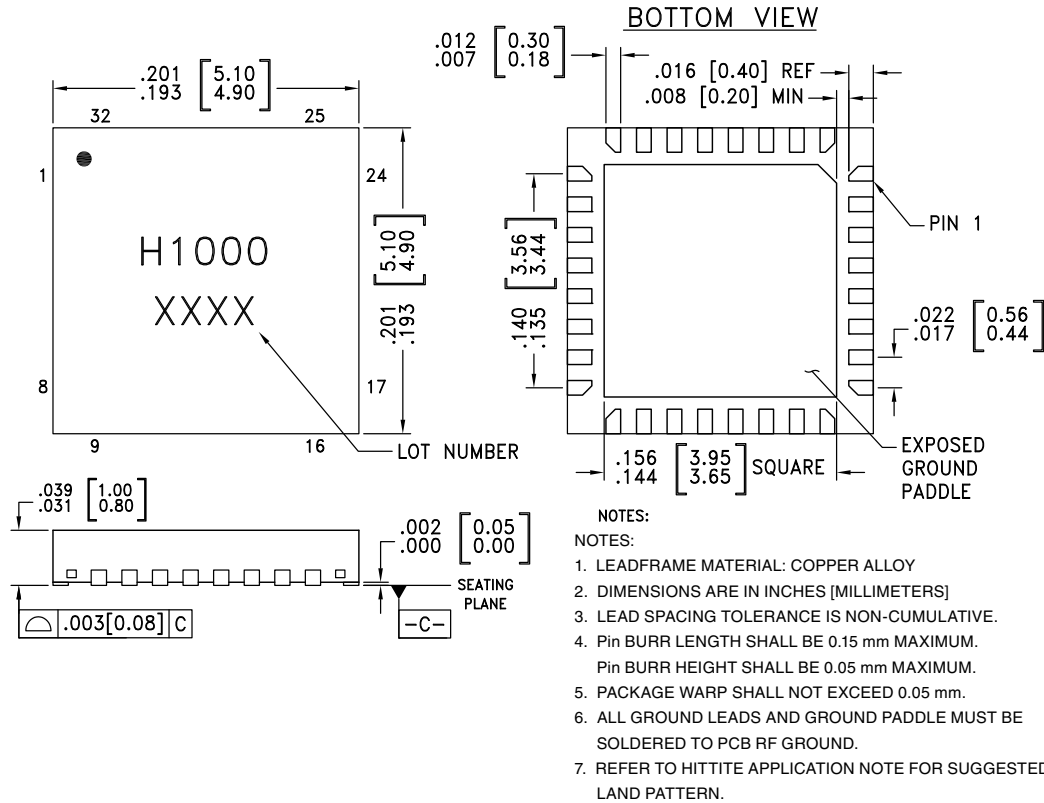 BOTTOM VIEW
.012 [0.30]
.007 [0.18]
.201 [5.10]
.193 [4.90]
.016 [0.40] REF
.008 [0.20] MIN
32
25
1
24
H1000
XXXX
[5.10]
[4.90]
.201
.193
8
17
9
16
LOT NUMBER
[3.56]
[3.44]
.140
.135
PIN 1
.022 [0.56]
.017 [0.44]
.156 [3.95] SQUARE
.144 [3.65]
EXPOSED
GROUND
PADDLE
.039 [1.00]
.031 [0.80]
.002 [0.05]
.000 [0.00]
SEATING
PLANE
.003[0.08] C
-C-
NOTES:
NOTES:
1. LEADFRAME MATERIAL: COPPER ALLOY
2. DIMENSIONS ARE IN INCHES [MILLIMETERS]
3. LEAD SPACING TOLERANCE IS NON-CUMULATIVE.
4. Pin BURR LENGTH SHALL BE 0.15 mm MAXIMUM.
Pin BURR HEIGHT SHALL BE 0.05 mm MAXIMUM.
5. PACKAGE WARP SHALL NOT EXCEED 0.05 mm.
6. ALL GROUND LEADS AND GROUND PADDLE MUST BE
SOLDERED TO PCB RF GROUND.
7. REFER TO HITTITE APPLICATION NOTE FOR SUGGESTED
LAND PATTERN.